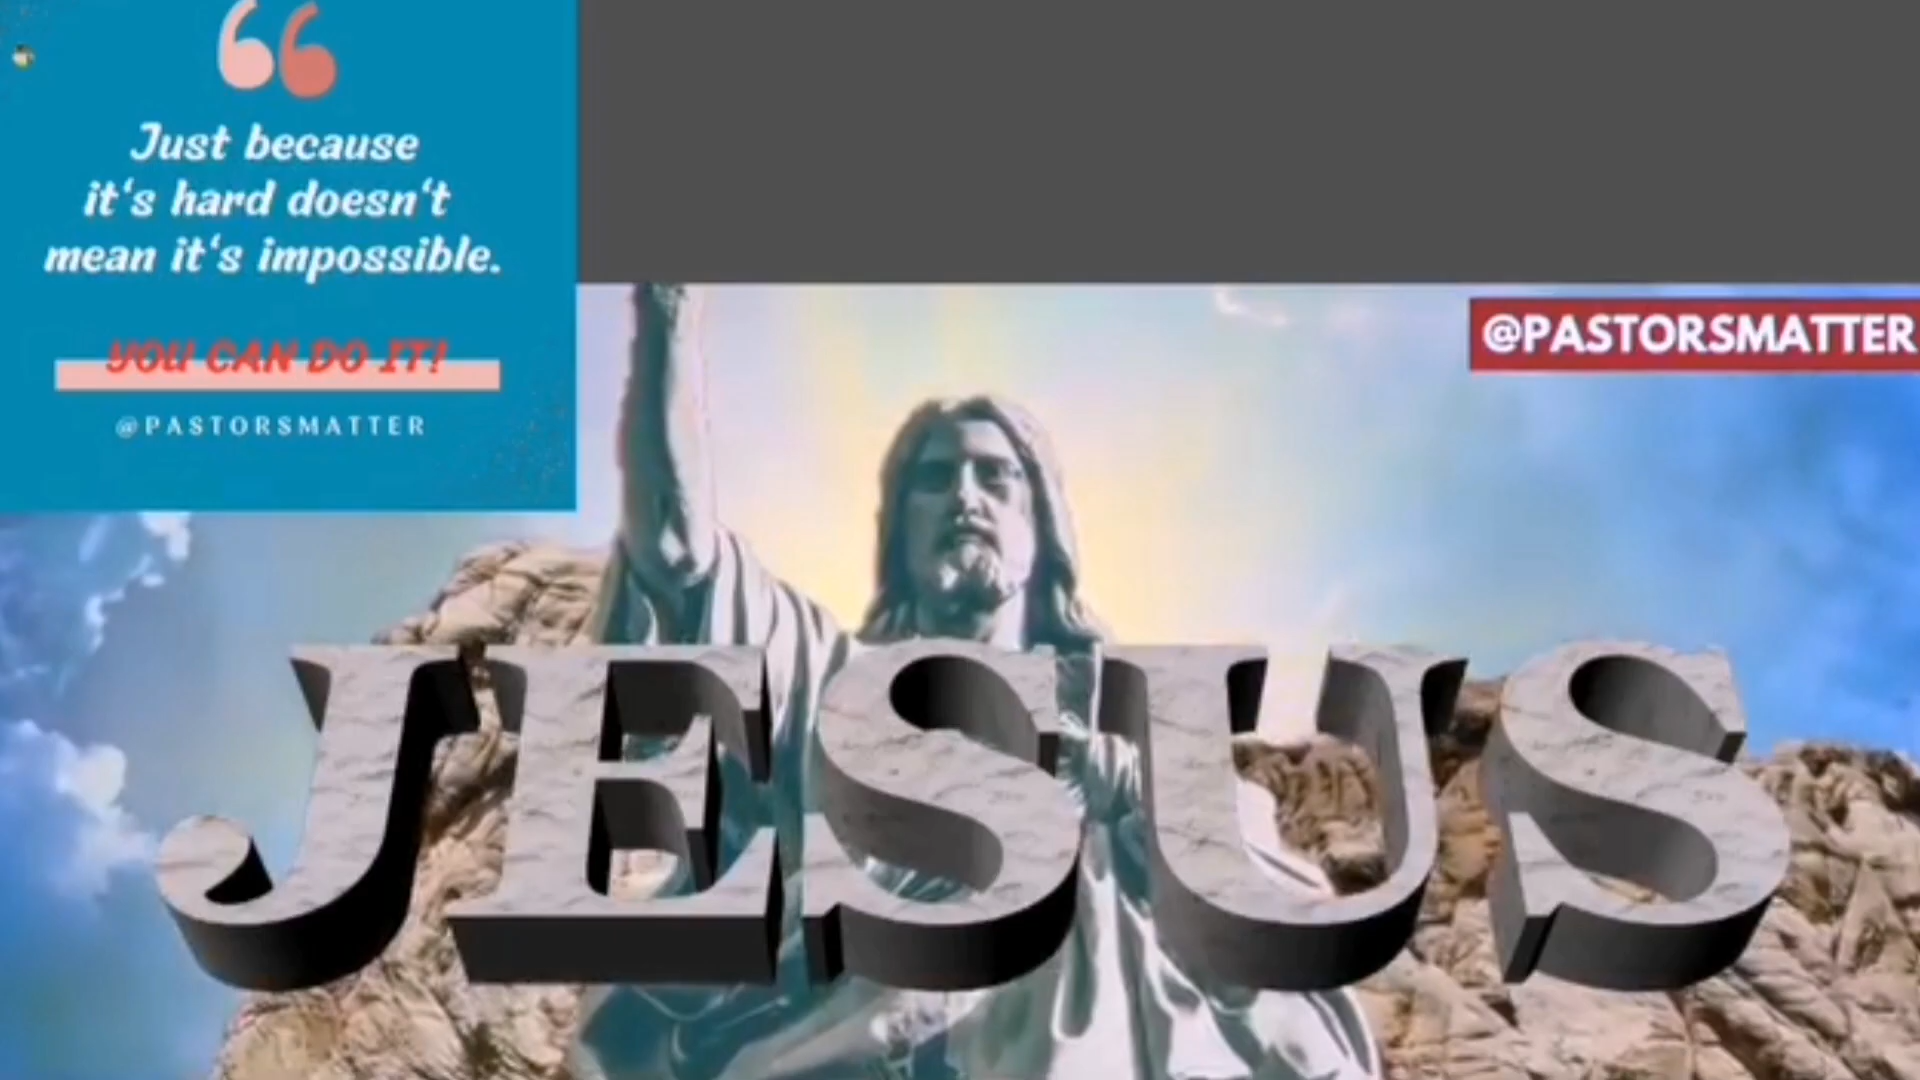 Just because
it‘s hard doesn‘t
mean it‘s impossible.
YOU CAN DO IT!
@PASTORSMATTER
@PASTORSMATTER
JESUS